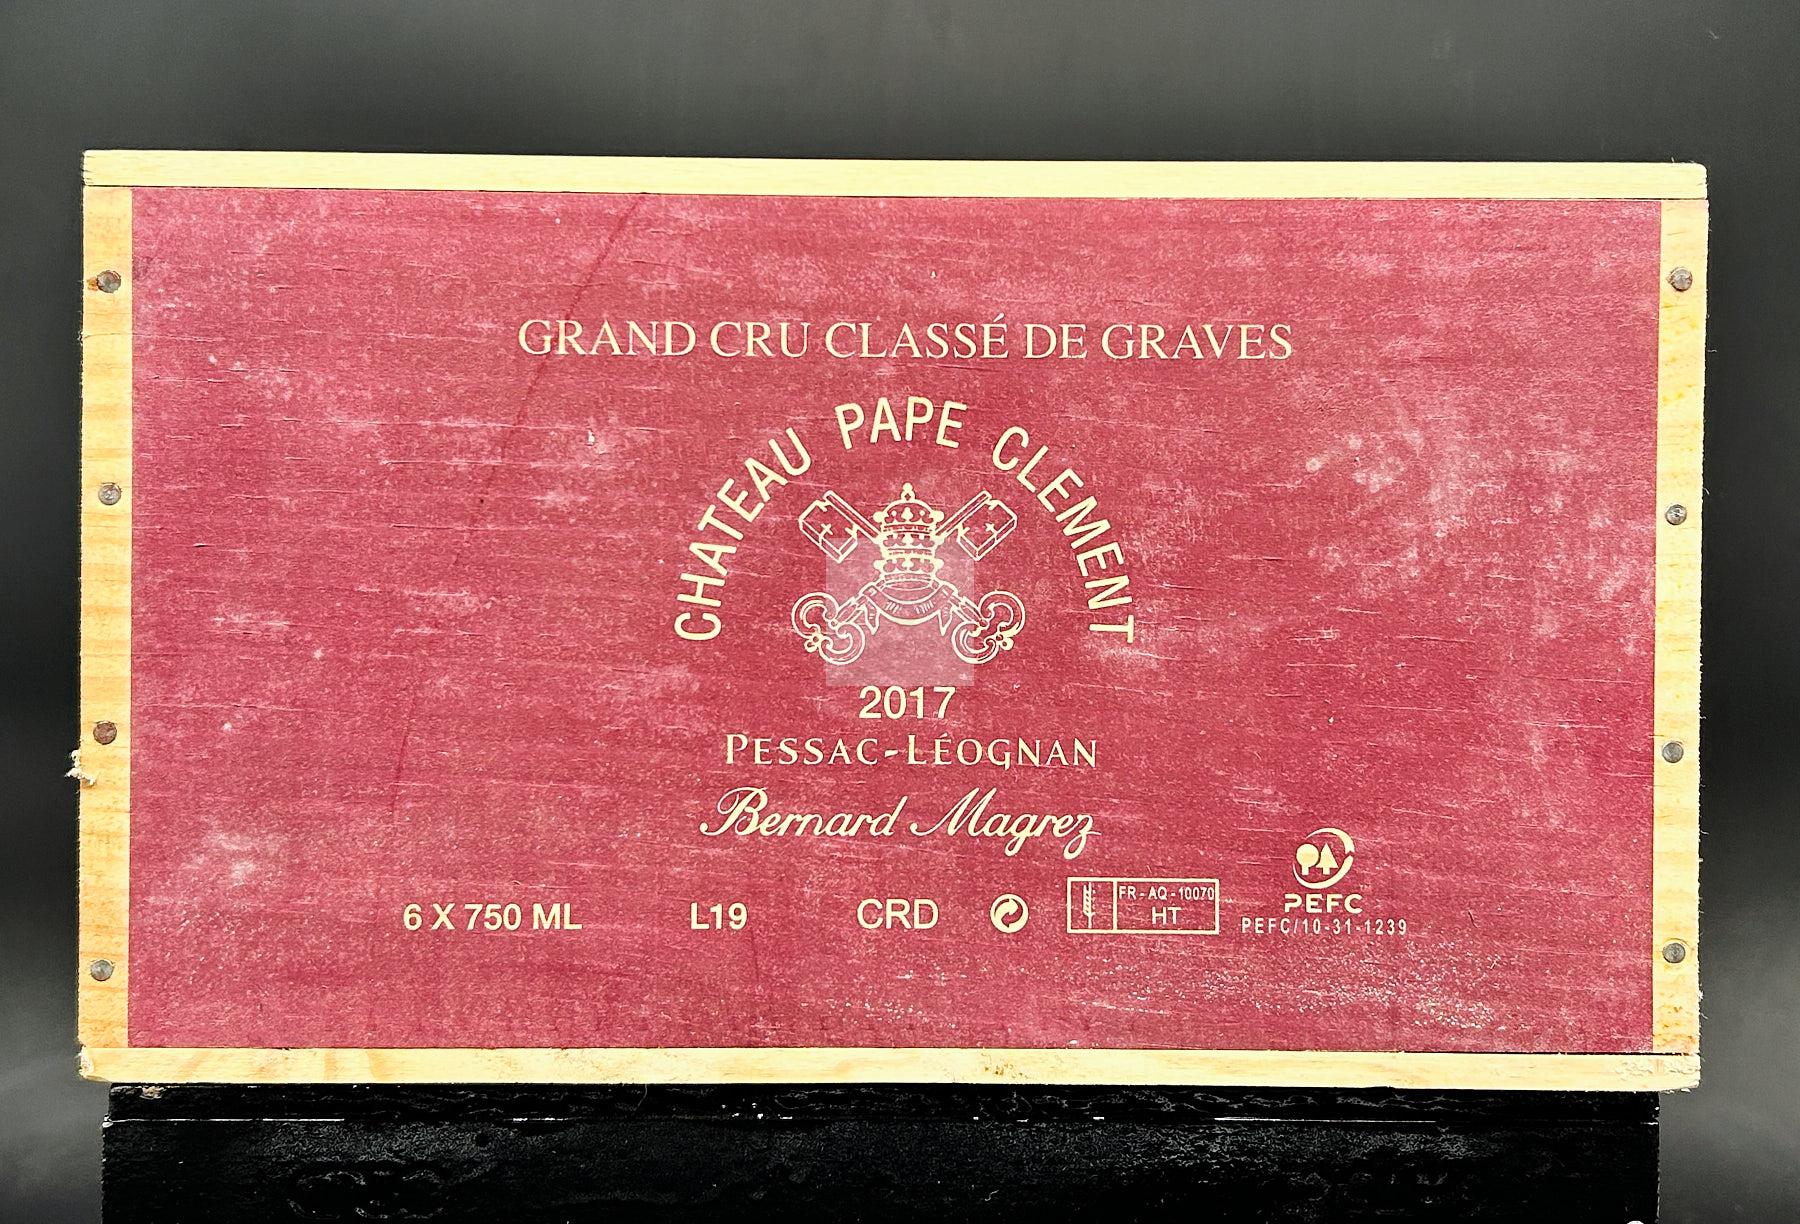 GRAND CRU CLASSÉ DE GRAVES
CHATEAU PAPE CLEMENT
2017
PESSAC-LÉOGNAN
Bernard Magrez
6 X 750 ML L19 CRD
FR-AQ-10070
HT
PEFC
PEFC/10-31-1239